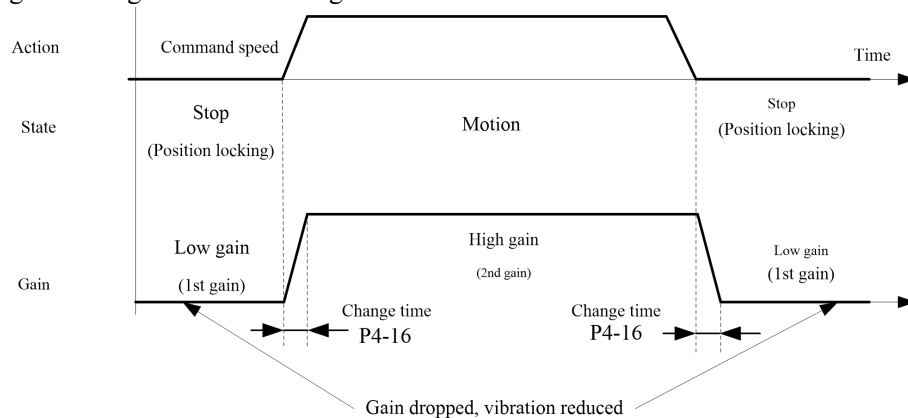 Action
Command speed
Time
State
Stop
(Position locking)
Motion
Stop
(Position locking)
Gain
Low gain
(1st gain)
High gain
(2nd gain)
Low gain
(1st gain)
Change time
P4-16
Change time
P4-16
Gain dropped, vibration reduced